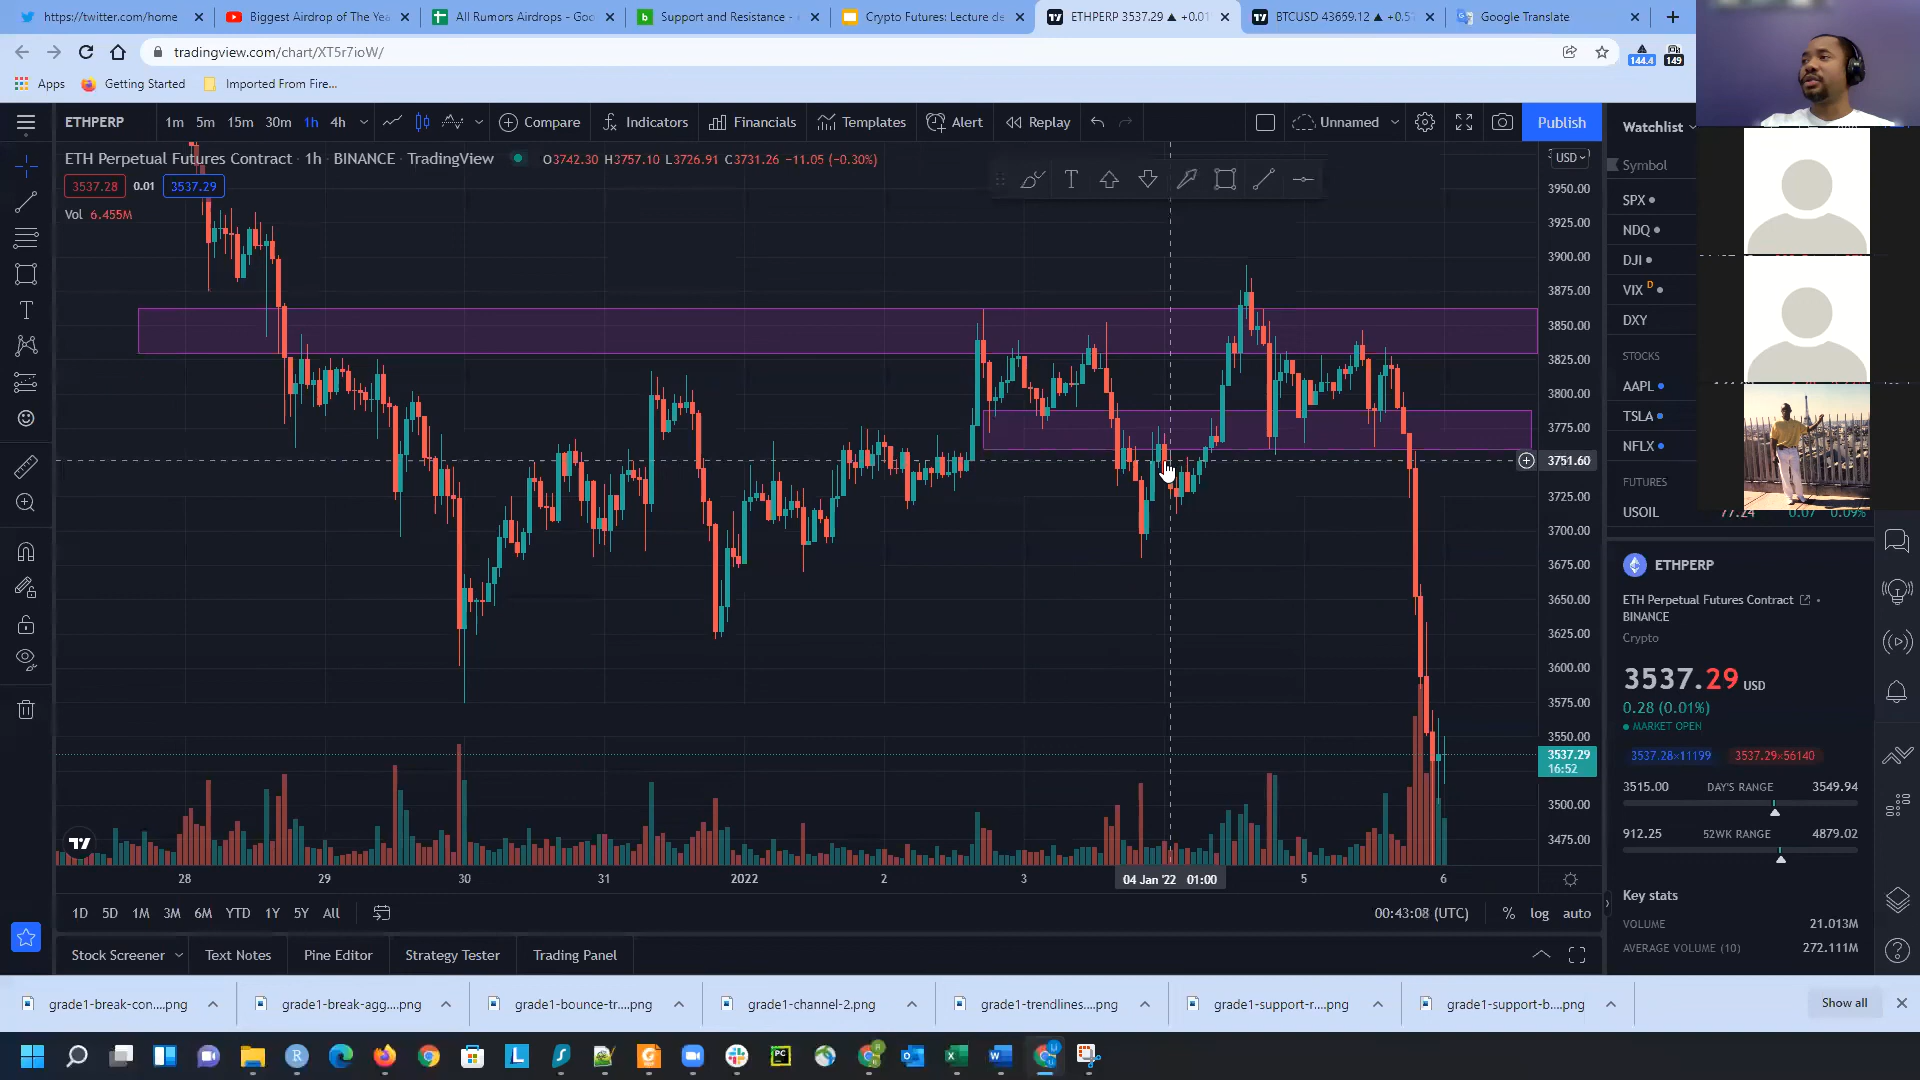 https://twitter.com/home
Biggest Airdrop of The Yea
All Rumors Airdrops - Goo
Support and Resistance -
Crypto Futures: Lecture de
ETHPERP 3537.29 ▲ +0.01
BTCUSD 43659.12 ▲ +0.5
Google Translate
tradingview.com/chart/XT5r7ioW/
144.4
149
Apps
Getting Started
Imported From Fire...
ETHPERP
1m 5m 15m 30m 1h 4h
Compare
Indicators
Financials
Templates
Alert
Replay
Unnamed
Publish
Watchlist
ETH Perpetual Futures Contract · 1h · BINANCE · TradingView
O3742.30 H3757.10 L3726.91 C3731.26 −11.05 (−0.30%)
USD
Symbol
3537.28
0.01
3537.29
Vol 6.455M
3950.00
3925.00
3900.00
3875.00
3850.00
3825.00
3800.00
3775.00
3751.60
3725.00
3700.00
3675.00
3650.00
3625.00
3600.00
3575.00
3550.00
3537.29
16:52
3500.00
3475.00
SPX
NDQ
DJI
VIX D
DXY
STOCKS
AAPL
TSLA
NFLX
FUTURES
USOIL 77.24 0.07 0.09%
ETHPERP
ETH Perpetual Futures Contract
BINANCE
Crypto
3537.29 USD
0.28 (0.01%)
MARKET OPEN
3537.28×11199
3537.29×56140
3515.00 DAY'S RANGE 3549.94
912.25 52WK RANGE 4879.02
Key stats
VOLUME 21.013M
AVERAGE VOLUME (10) 272.111M
28 29 30 31 2022 2 3 04 Jan '22 01:00 5 6
1D 5D 1M 3M 6M YTD 1Y 5Y All
00:43:08 (UTC)
% log auto
Stock Screener
Text Notes
Pine Editor
Strategy Tester
Trading Panel
grade1-break-con....png
grade1-break-agg....png
grade1-bounce-tr....png
grade1-channel-2.png
grade1-trendlines....png
grade1-support-r....png
grade1-support-b....png
Show all